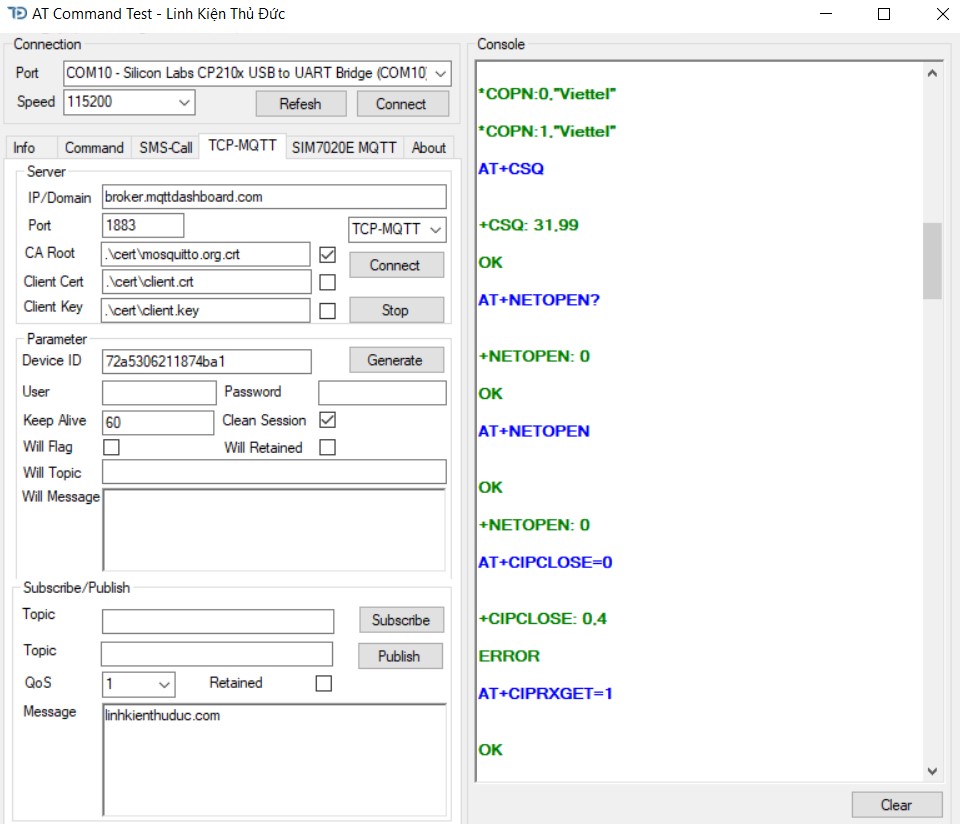 AT Command Test - Linh Kiện Thủ Đức
Connection
Port COM10 - Silicon Labs CP210x USB to UART Bridge (COM10)
Speed 115200 Refesh Connect
Info Command SMS-Call TCP-MQTT SIM7020E MQTT About
Server
IP/Domain broker.mqttdashboard.com
Port 1883 TCP-MQTT
CA Root .\cert\mosquitto.org.crt Connect
Client Cert .\cert\client.crt
Client Key .\cert\client.key Stop
Parameter
Device ID 72a5306211874ba1 Generate
User Password
Keep Alive 60 Clean Session
Will Flag Will Retained
Will Topic
Will Message
Subscribe/Publish
Topic Subscribe
Topic Publish
QoS 1 Retained
Message linhkienthuduc.com
Console
*COPN:0,"Viettel"
*COPN:1,"Viettel"
AT+CSQ
+CSQ: 31,99
OK
AT+NETOPEN?
+NETOPEN: 0
OK
AT+NETOPEN
OK
+NETOPEN: 0
AT+CIPCLOSE=0
+CIPCLOSE: 0,4
ERROR
AT+CIPRXGET=1
OK
Clear